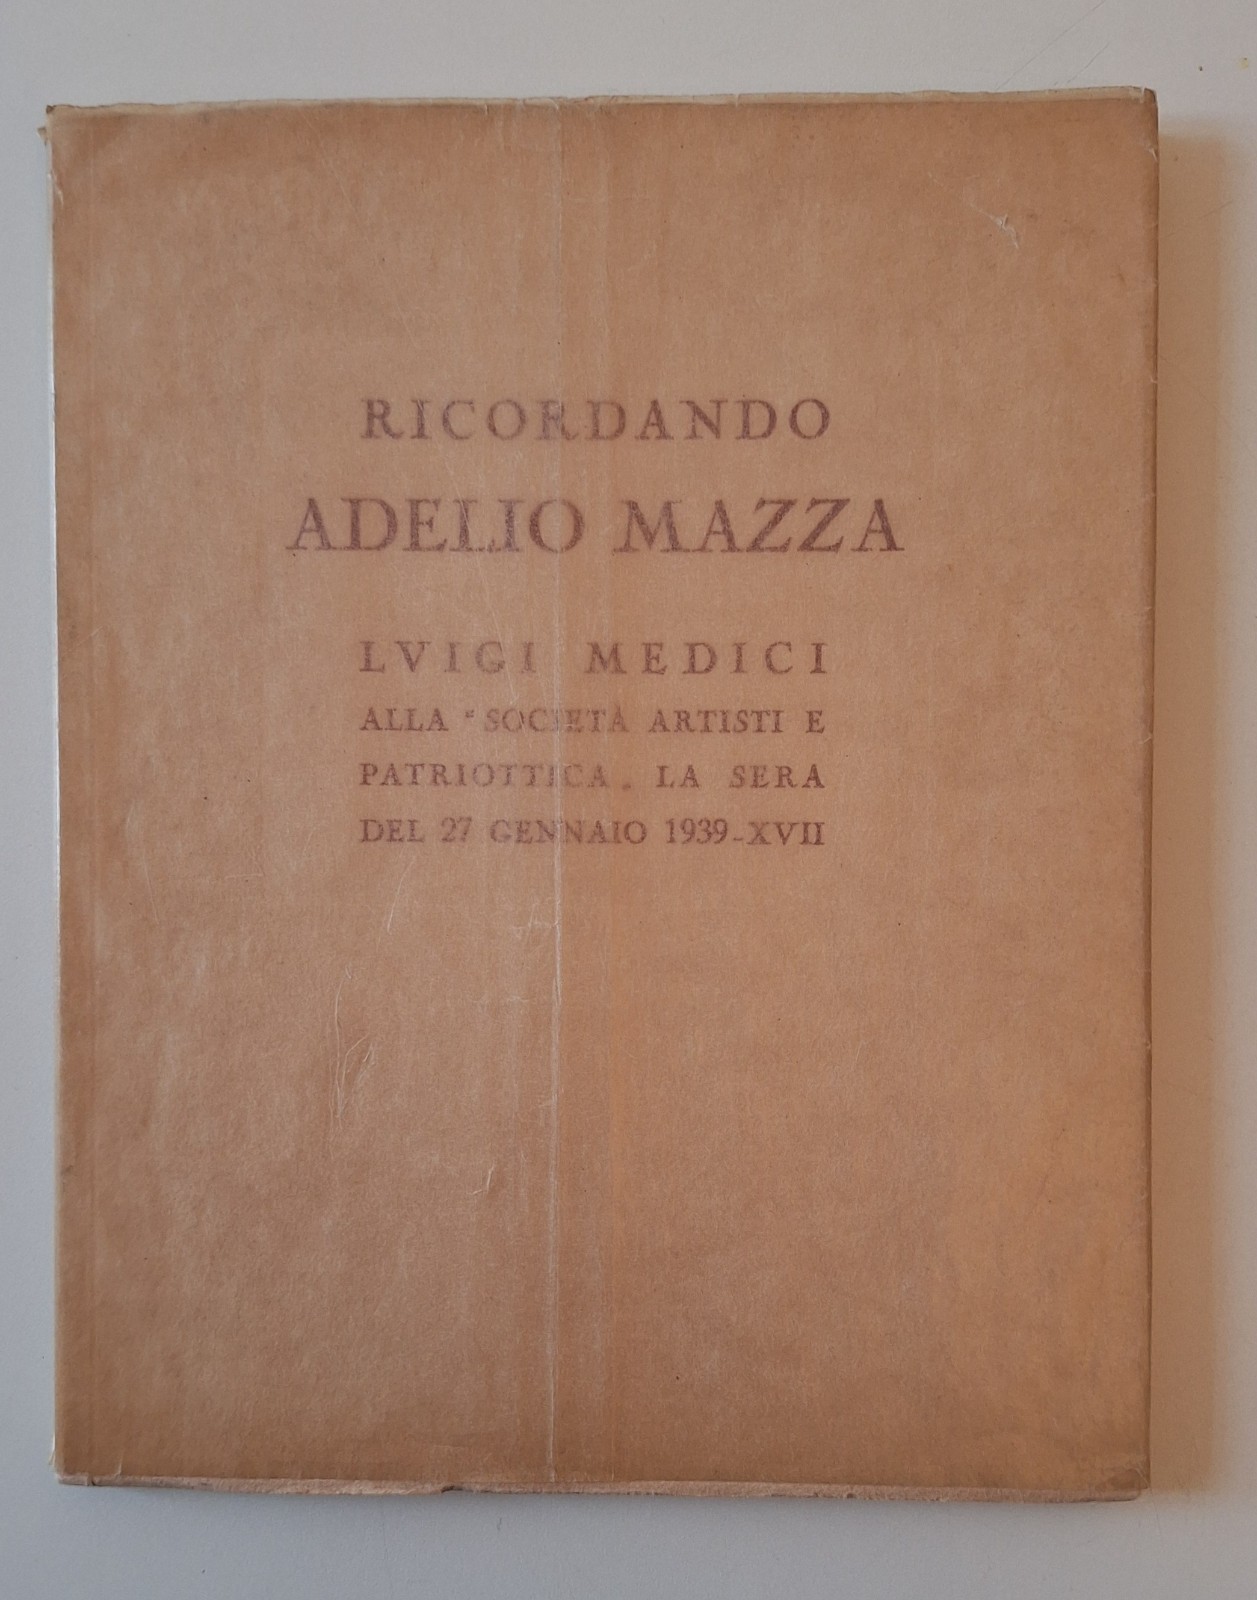 RICORDANDO
ADELIO MAZZA
LVIGI MEDICI
ALLA "SOCIETÀ ARTISTI E
PATRIOTTICA„ LA SERA
DEL 27 GENNAIO 1939-XVII